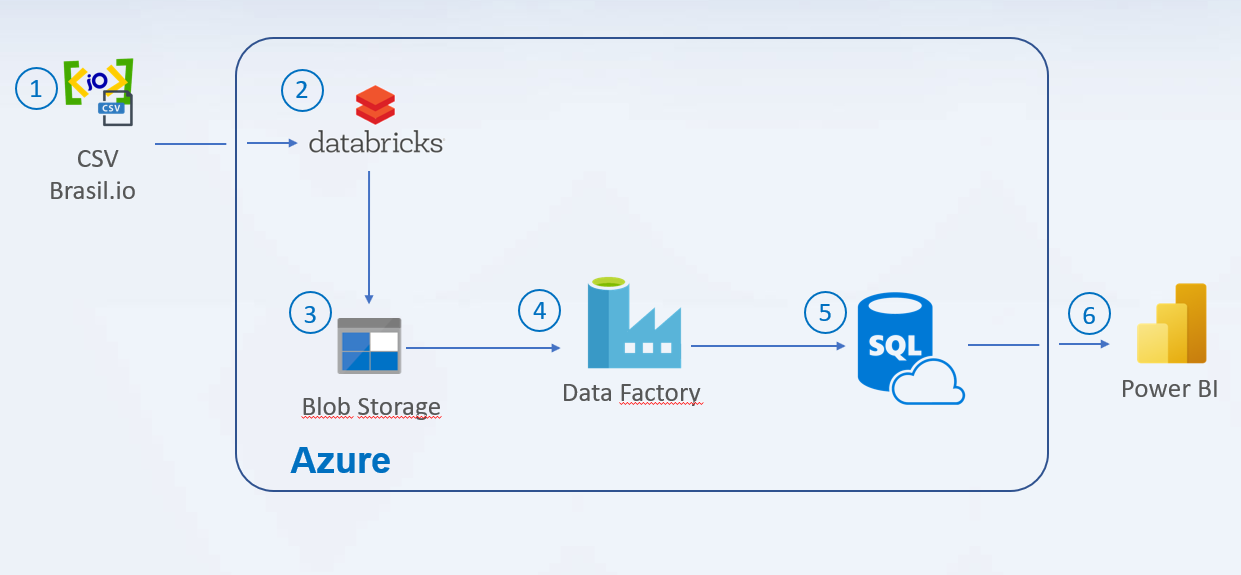 1
iO
CSV
CSV
Brasil.io
2
databricks
3
Blob Storage
4
Data Factory
5
SQL
6
Power BI
Azure